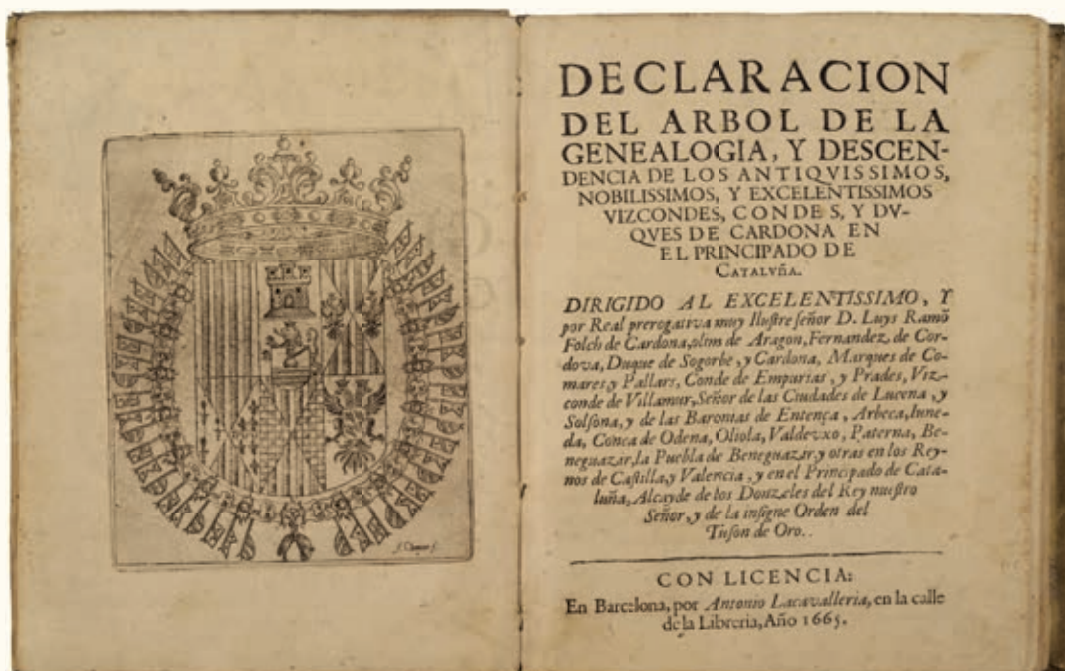 DECLARACION
DEL ARBOL DE LA
GENEALOGIA, Y DESCEN-
DENCIA DE LOS ANTIQVISSIMOS,
NOBILISSIMOS, Y EXCELENTISSIMOS
VIZCONDES, CONDES, Y DV-
QVES DE CARDONA EN
EL PRINCIPADO DE
CATALVÑA.
DIRIGIDO AL EXCELENTISSIMO, Y
por Real prerogativa muy Iluſtre ſeñor D. Luys Ramõ
Folch de Cardona, olim de Aragon, Fernandez de Cor-
dova, Duque de Sogorbe, y Cardona, Marques de Co-
mares, y Pallars, Conde de Empurias, y Prades, Viz-
conde de Villamur, Señor de las Ciudades de Lucena, y
Solſona, y de las Baronias de Entença, Arbeca, Iune-
da, Conca de Odena, Oliola, Valdeuxo, Paterna, Be-
neguazar, la Puebla de Beneguazar, y otras en los Rey-
nos de Caſtilla, y Valencia, y en el Principado de Cata-
luña, Alcayde de los Donzeles del Rey nueſtro
Señor, y de la inſigne Orden del
Tuſon de Oro..
CON LICENCIA:
En Barcelona, por Antonio Lacavalleria, en la calle
de la Libreria, Año 1665.